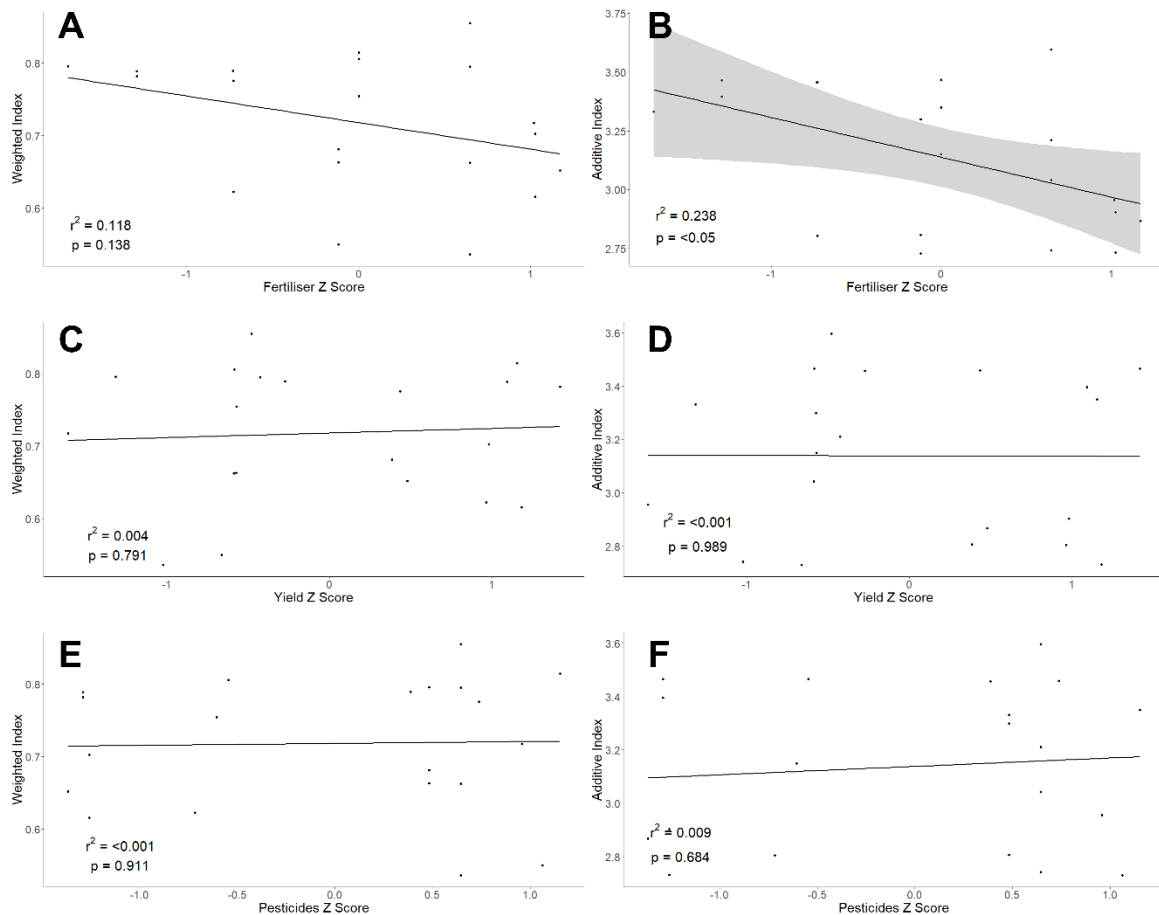 A
Weighted Index
0.8
0.7
0.6
r² = 0.118
p = 0.138
-1
0
1
Fertiliser Z Score
B
Additive Index
3.75
3.50
3.25
3.00
2.75
r² = 0.238
p = <0.05
-1
0
1
Fertiliser Z Score
C
Weighted Index
0.8
0.7
0.6
r² = 0.004
p = 0.791
-1
0
1
Yield Z Score
D
Additive Index
3.6
3.4
3.2
3.0
2.8
r² = <0.001
p = 0.989
-1
0
1
Yield Z Score
E
Weighted Index
0.8
0.7
0.6
r² = <0.001
p = 0.911
-1.0
-0.5
0.0
0.5
1.0
Pesticides Z Score
F
Additive Index
3.6
3.4
3.2
3.0
2.8
r² = 0.009
p = 0.684
-1.0
-0.5
0.0
0.5
1.0
Pesticides Z Score